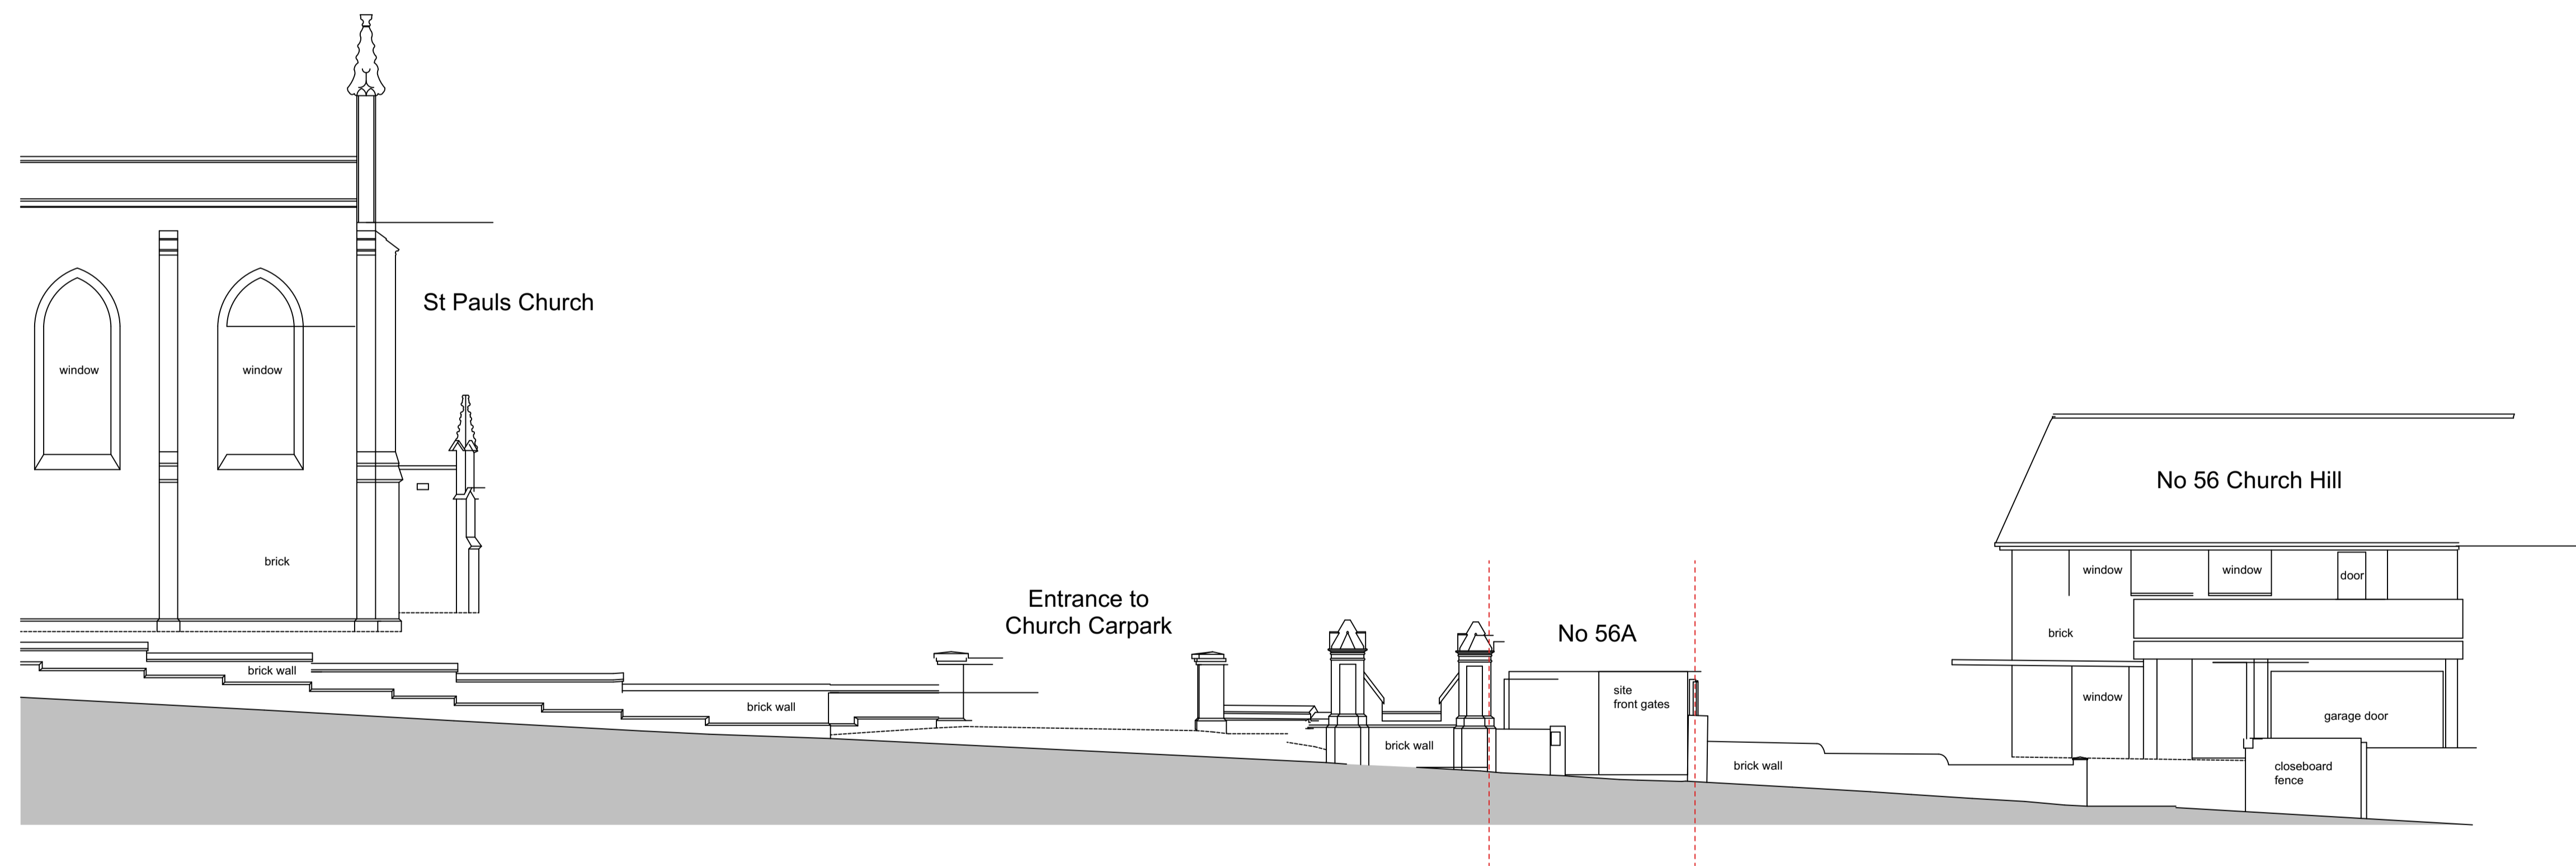 St Pauls Church
window
window
brick
brick wall
brick wall
Entrance to
Church Carpark
brick wall
No 56A
site
front gates
brick wall
No 56 Church Hill
window
window
door
brick
window
garage door
closeboard
fence